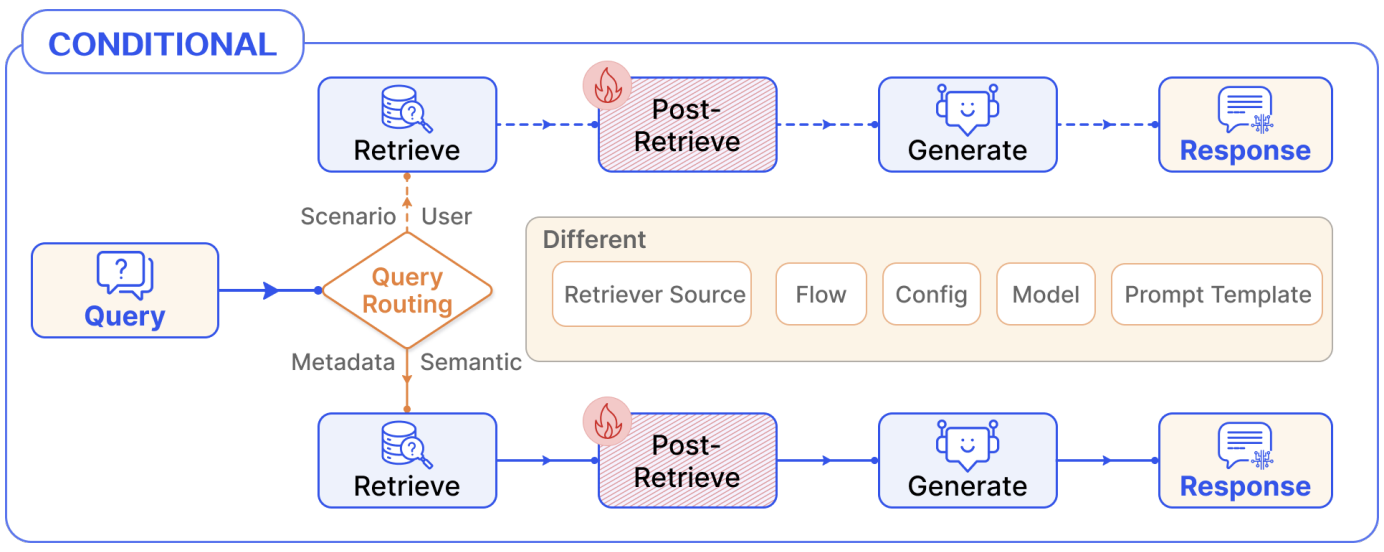 CONDITIONAL
Retrieve
Post-
Retrieve
Generate
Response
Scenario User
Query
Query
Routing
Different
Retriever Source
Flow
Config
Model
Prompt Template
Metadata Semantic
Retrieve
Post-
Retrieve
Generate
Response